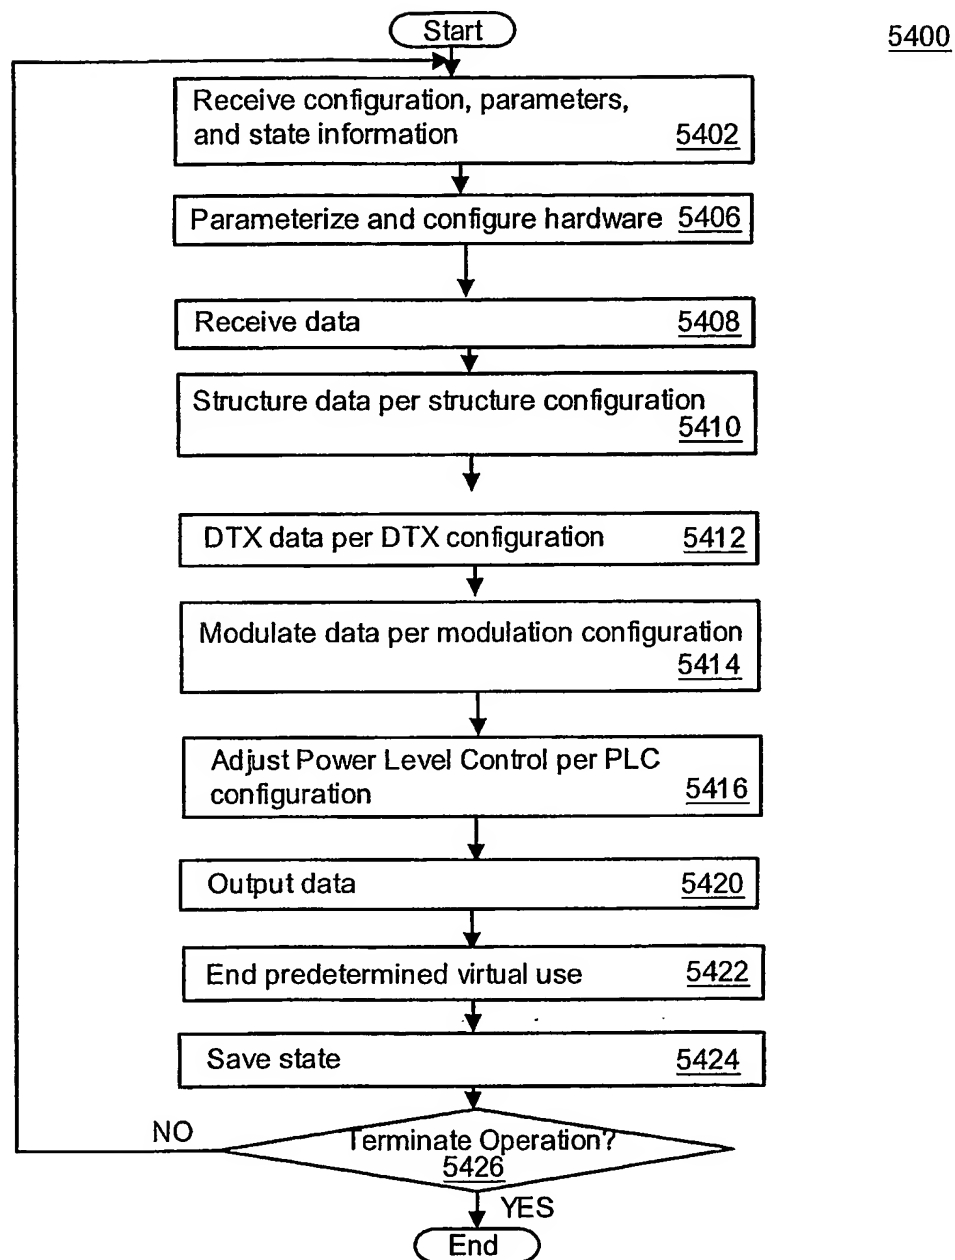 Start
5400
Receive configuration, parameters,
and state information 5402
Parameterize and configure hardware 5406
Receive data 5408
Structure data per structure configuration
5410
DTX data per DTX configuration 5412
Modulate data per modulation configuration
5414
Adjust Power Level Control per PLC
configuration 5416
Output data 5420
End predetermined virtual use 5422
Save state 5424
NO
Terminate Operation?
5426
YES
End